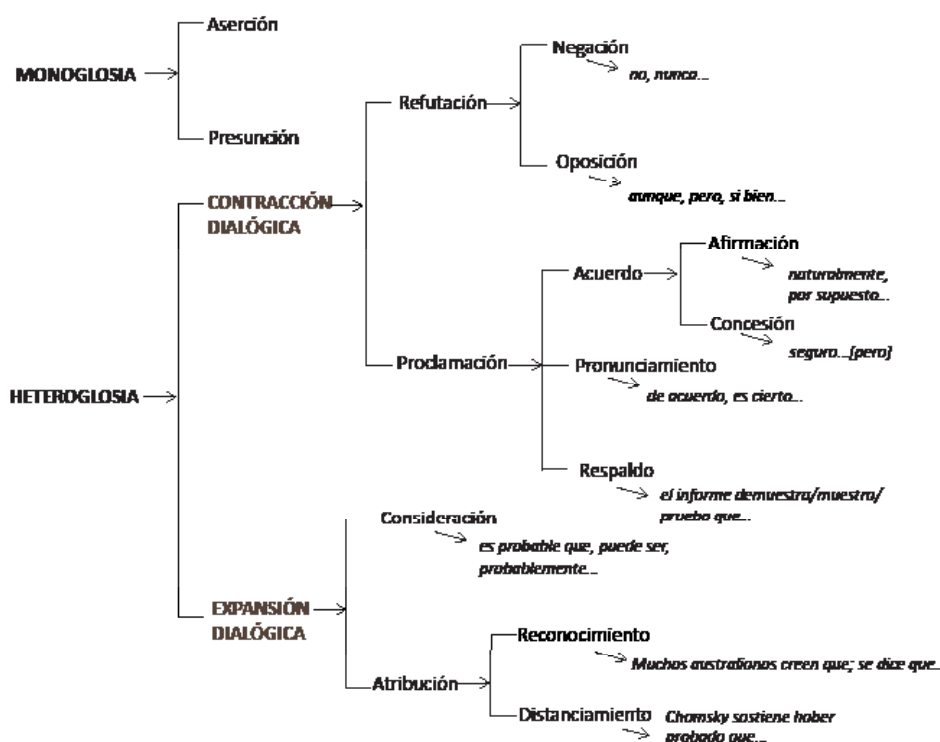 Aserción
MONOGLOSIA
Presunción
Negación
no, nunca...
Refutación
Oposición
aunque, pero, si bien...
CONTRACCIÓN
DIALÓGICA
Afirmación
Acuerdo
naturalmente,
por supuesto...
Concesión
seguro...[pero]
Proclamación
Pronunciamiento
de acuerdo, es cierto...
HETEROGLOSIA
Respaldo
el informe demuestra/muestra/
prueba que...
Consideración
es probable que, puede ser,
probablemente...
EXPANSIÓN
DIALÓGICA
Reconocimiento
Muchos australianos creen que; se dice que...
Atribución
Distanciamiento
Chomsky sostiene haber
probado que...